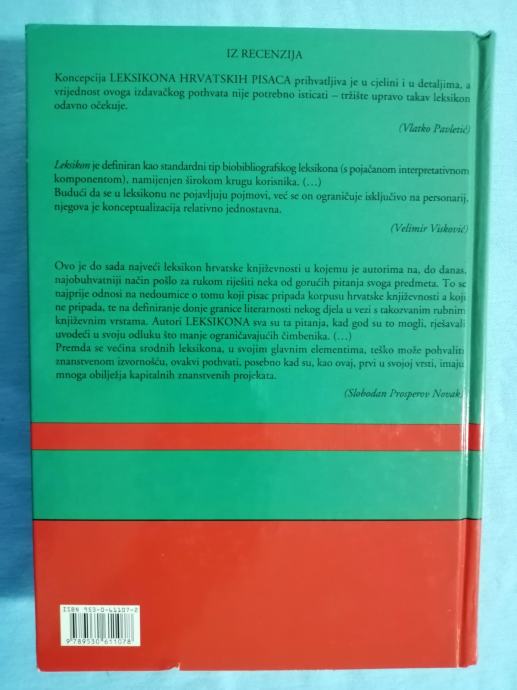 IZ RECENZIJA
Koncepcija LEKSIKONA HRVATSKIH PISACA prihvatljiva je u cjelini i u detaljima, a
vrijednost ovoga izdavačkog pothvata nije potrebno isticati – tržište upravo takav leksikon
odavno očekuje.
(Vlatko Pavletić)
Leksikon je definiran kao standardni tip biobibliografskog leksikona (s pojačanom interpretativnom
komponentom), namijenjen širokom krugu korisnika. (…)
Budući da se u leksikonu ne pojavljuju pojmovi, već se on ograničuje isključivo na personarij,
njegova je konceptualizacija relativno jednostavna.
(Velimir Visković)
Ovo je do sada najveći leksikon hrvatske književnosti u kojemu je autorima na, do danas,
najobuhvatniji način pošlo za rukom riješiti neka od gorućih pitanja svoga predmeta. To se
najprije odnosi na nedoumice o tomu koji pisac pripada korpusu hrvatske književnosti a koji
ne pripada, te na definiranje donje granice literarnosti nekog djela u vezi s takozvanim rubnim
književnim vrstama. Autori LEKSIKONA sva su ta pitanja, kad god su to mogli, rješavali
uvodeći u svoju odluku što manje ograničavajućih čimbenika. (…)
Premda se većina srodnih leksikona, u svojim glavnim elementima, teško može pohvaliti
znanstvenom izvornošću, ovakvi pothvati, posebno kad su, kao ovaj, prvi u svojoj vrsti, imaju
mnoga obilježja kapitalnih znanstvenih projekata.
(Slobodan Prosperov Novak)
ISBN 953-0-61107-2
9 789530 611078